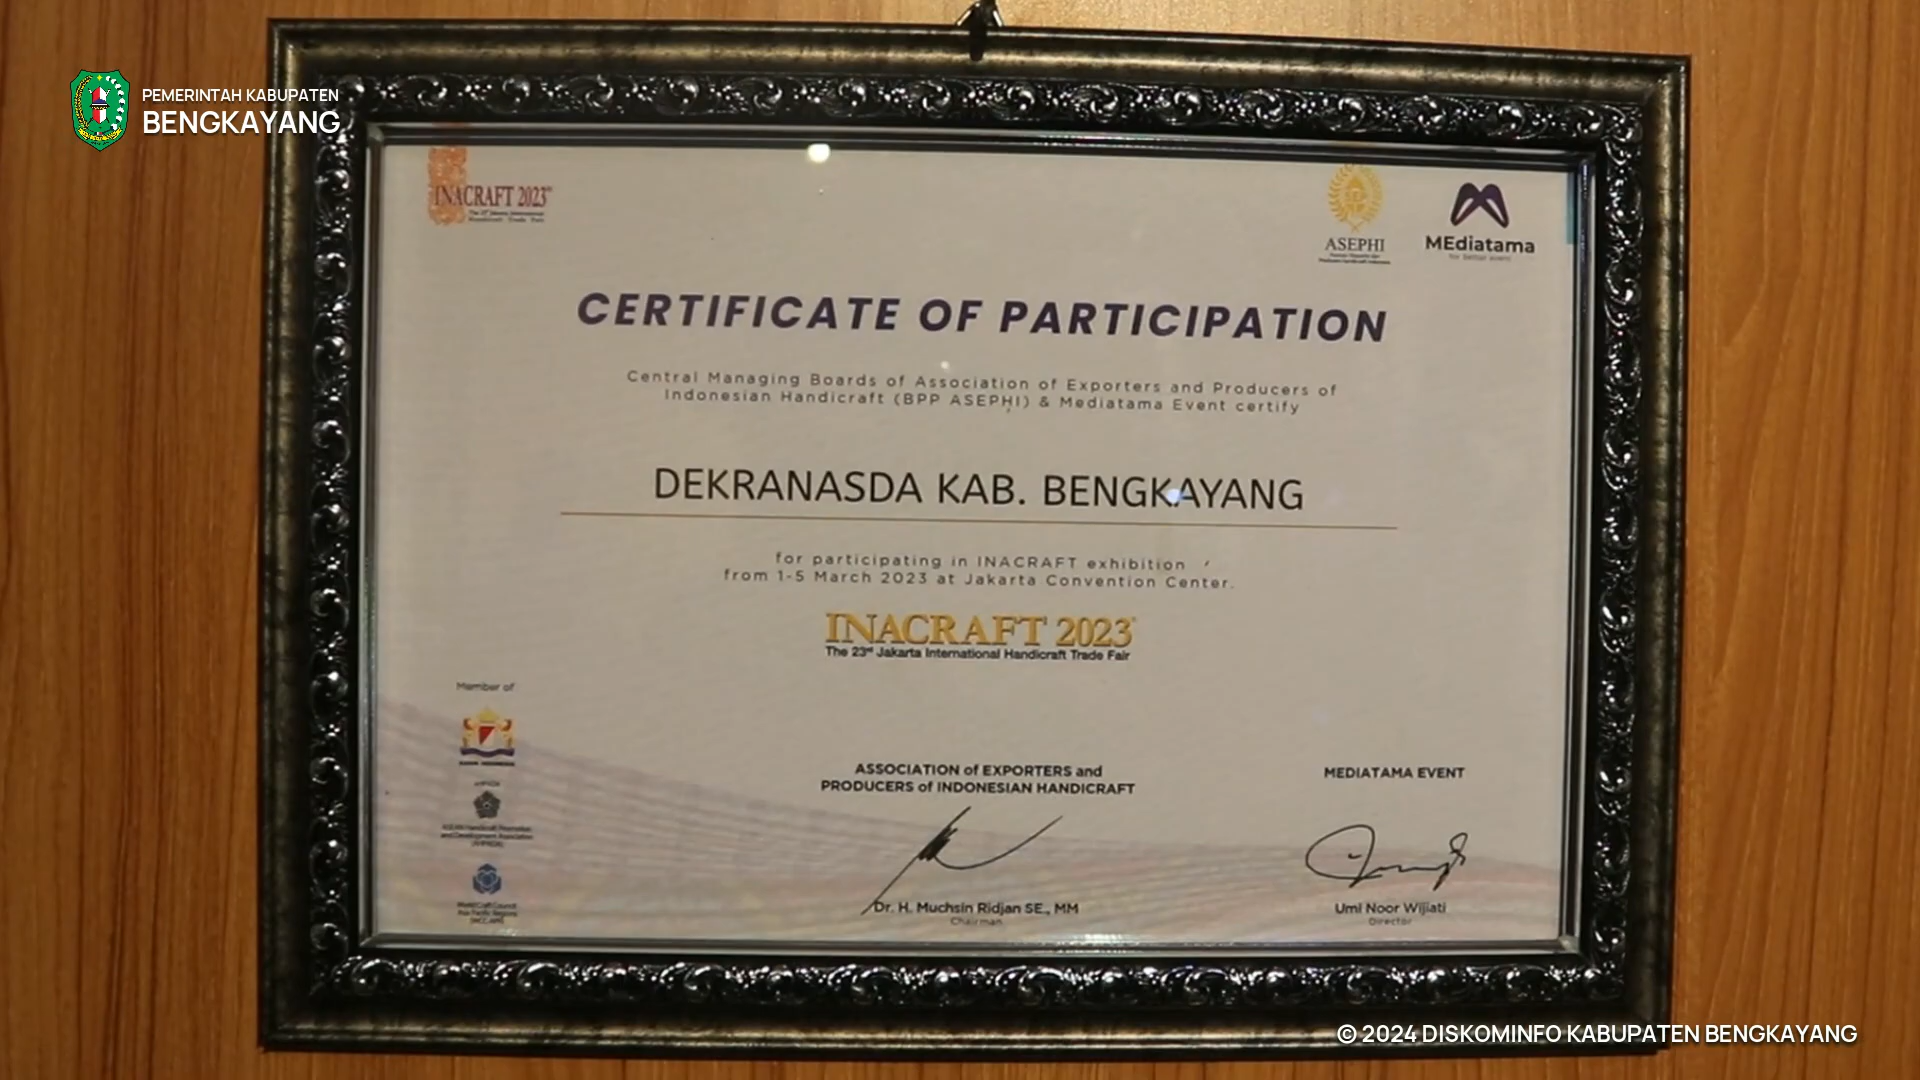 PEMERINTAH KABUPATEN
BENGKAYANG
INACRAFT 2023
ASEPHI
MEdiatama
for better event
CERTIFICATE OF PARTICIPATION
Central Managing Boards of Association of Exporters and Producers of
Indonesian Handicraft (BPP ASEPHI) & Mediatama Event certify
DEKRANASDA KAB. BENGKAYANG
for participating in INACRAFT exhibition
from 1-5 March 2023 at Jakarta Convention Center.
INACRAFT 2023
The 23rd Jakarta International Handicraft Trade Fair
Member of
ASSOCIATION of EXPORTERS and
PRODUCERS of INDONESIAN HANDICRAFT
MEDIATAMA EVENT
Dr. H. Muchsin Ridjan SE., MM
Chairman
Umi Noor Wijiati
Director
© 2024 DISKOMINFO KABUPATEN BENGKAYANG